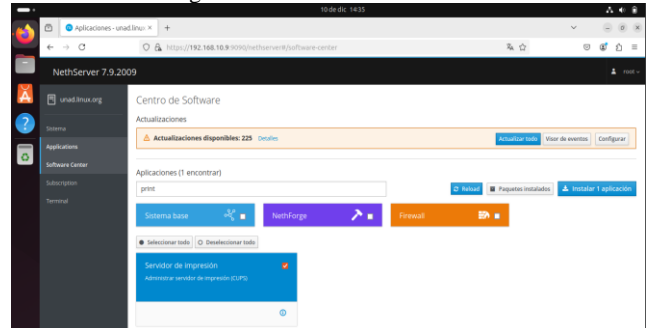 10 de dic 14:35
Aplicaciones - unad.linux ×
https://192.168.10.9:9090/nethserver#/software-center
NethServer 7.9.2009
root
unad.linux.org
Sistema
Applications
Software Center
Subscription
Terminal
Centro de Software
Actualizaciones
Actualizaciones disponibles: 225 Detalles
Actualizar todo Visor de eventos Configurar
Aplicaciones (1 encontrar)
print
Reload Paquetes instalados Instalar 1 aplicación
Sistema base NethForge Firewall
Seleccionar todo Deseleccionar todo
Servidor de impresión
Administrar servidor de impresión (CUPS)